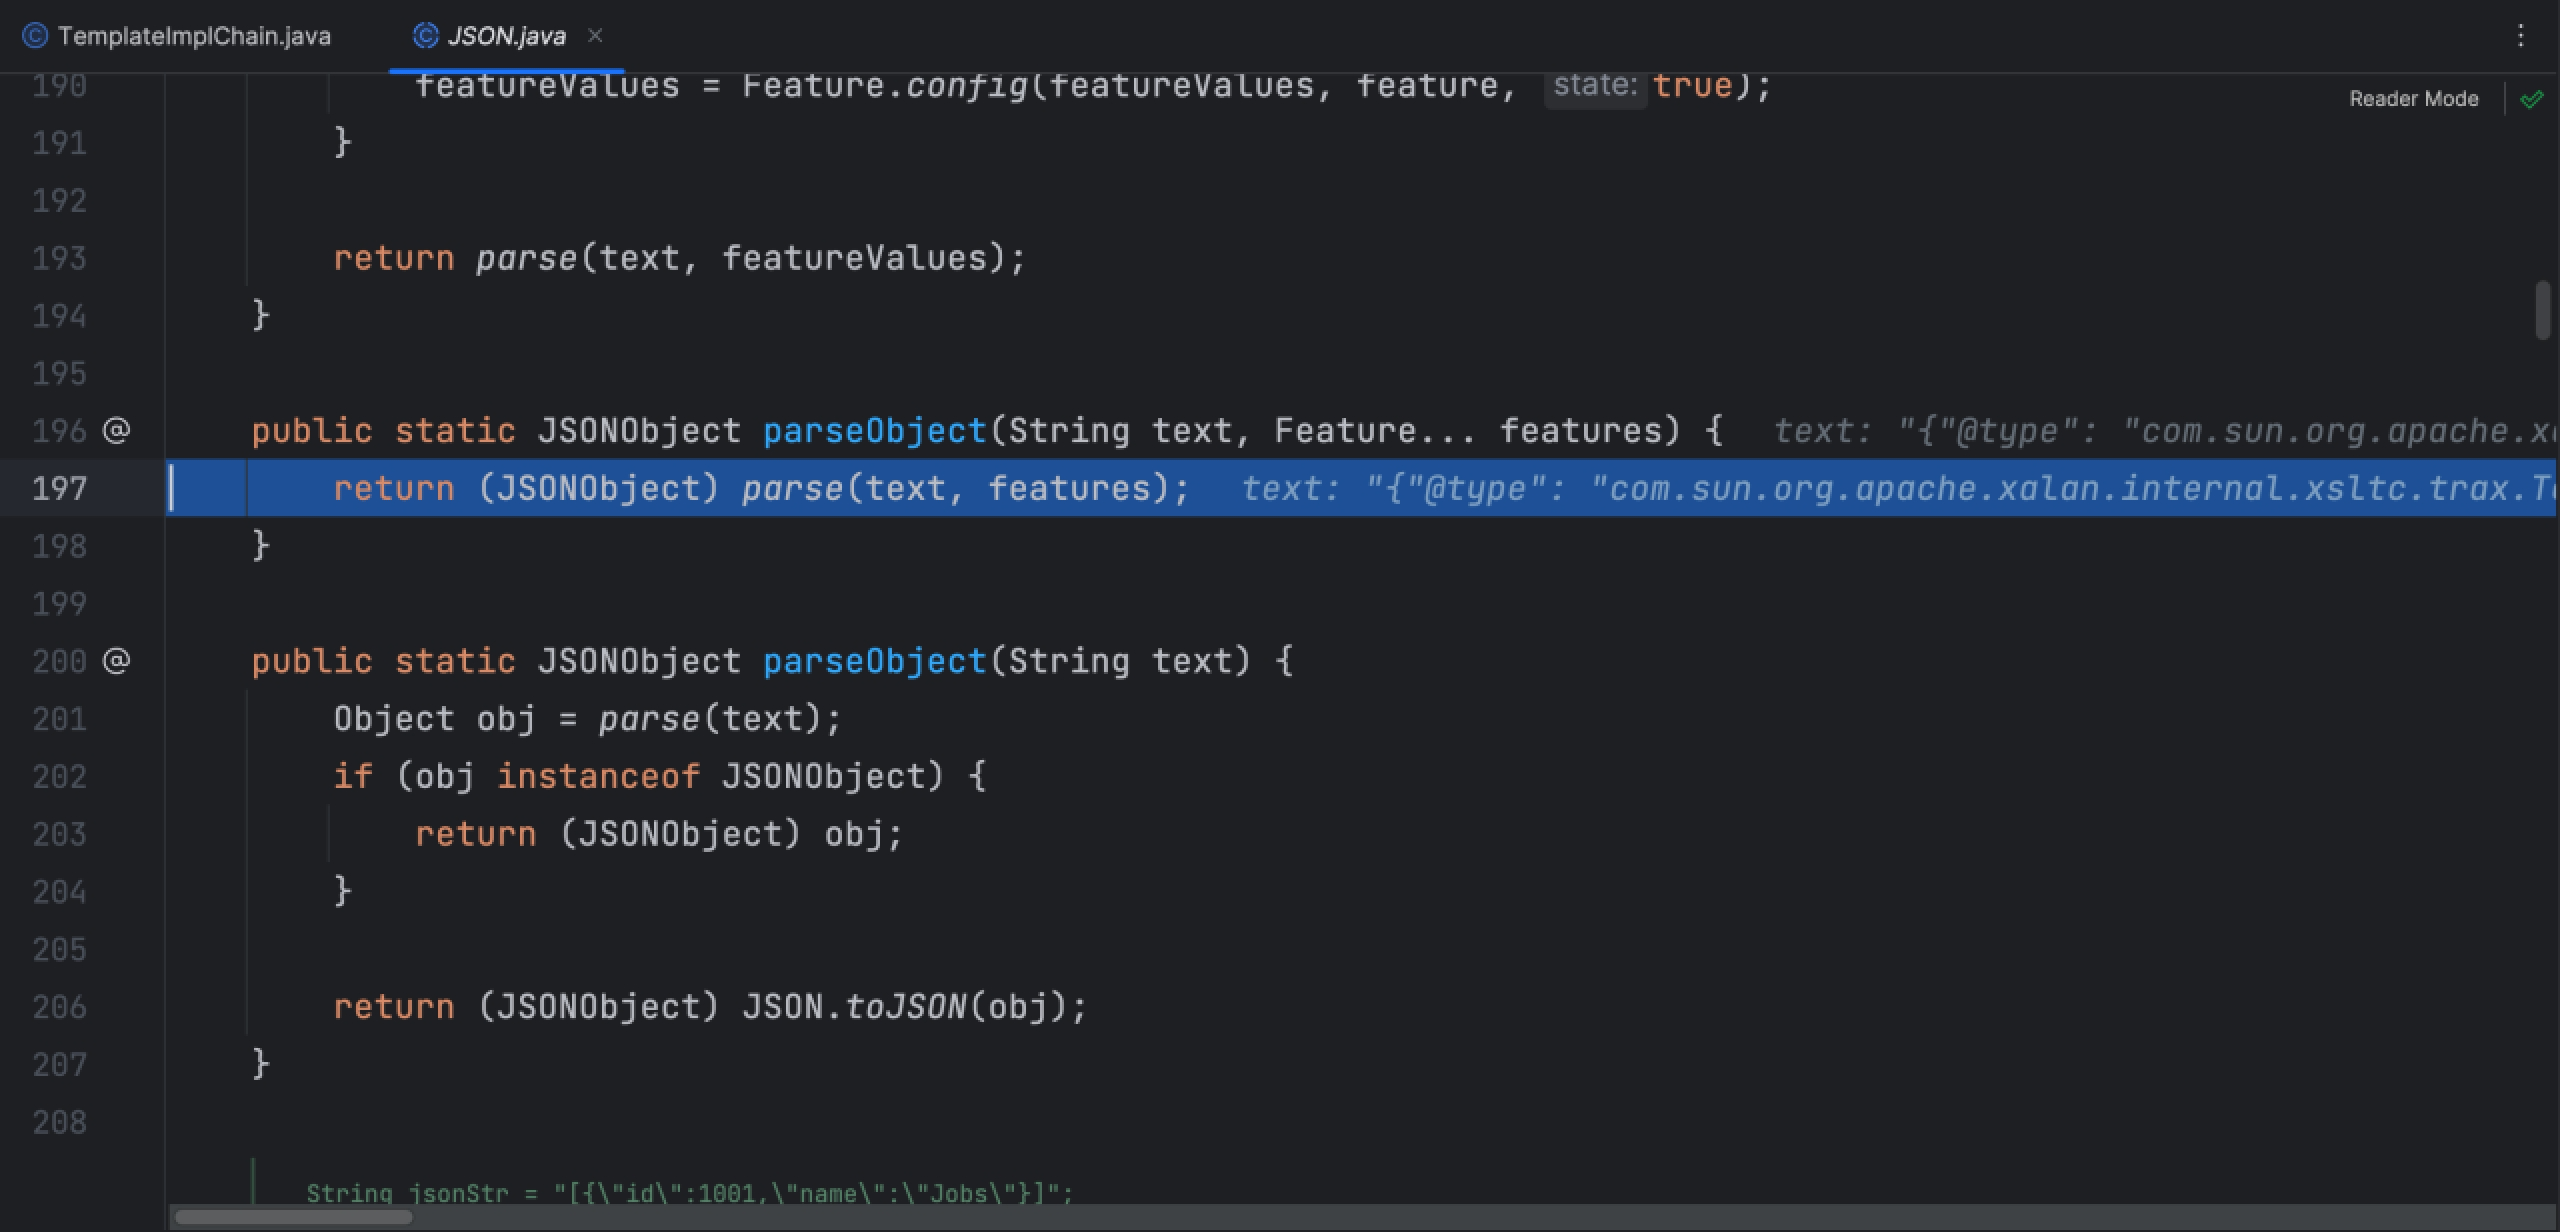 TemplateImplChain.java JSON.java
Reader Mode
190 featureValues = Feature.config(featureValues, feature, state: true);
191 }
192
193 return parse(text, featureValues);
194 }
195
196 @ public static JSONObject parseObject(String text, Feature... features) { text: "{"@type": "com.sun.org.apache.x
197 return (JSONObject) parse(text, features); text: "{"@type": "com.sun.org.apache.xalan.internal.xsltc.trax.T
198 }
199
200 @ public static JSONObject parseObject(String text) {
201 Object obj = parse(text);
202 if (obj instanceof JSONObject) {
203 return (JSONObject) obj;
204 }
205
206 return (JSONObject) JSON.toJSON(obj);
207 }
208
String jsonStr = "[{\"id\":1001,\"name\":\"Jobs\"}]";